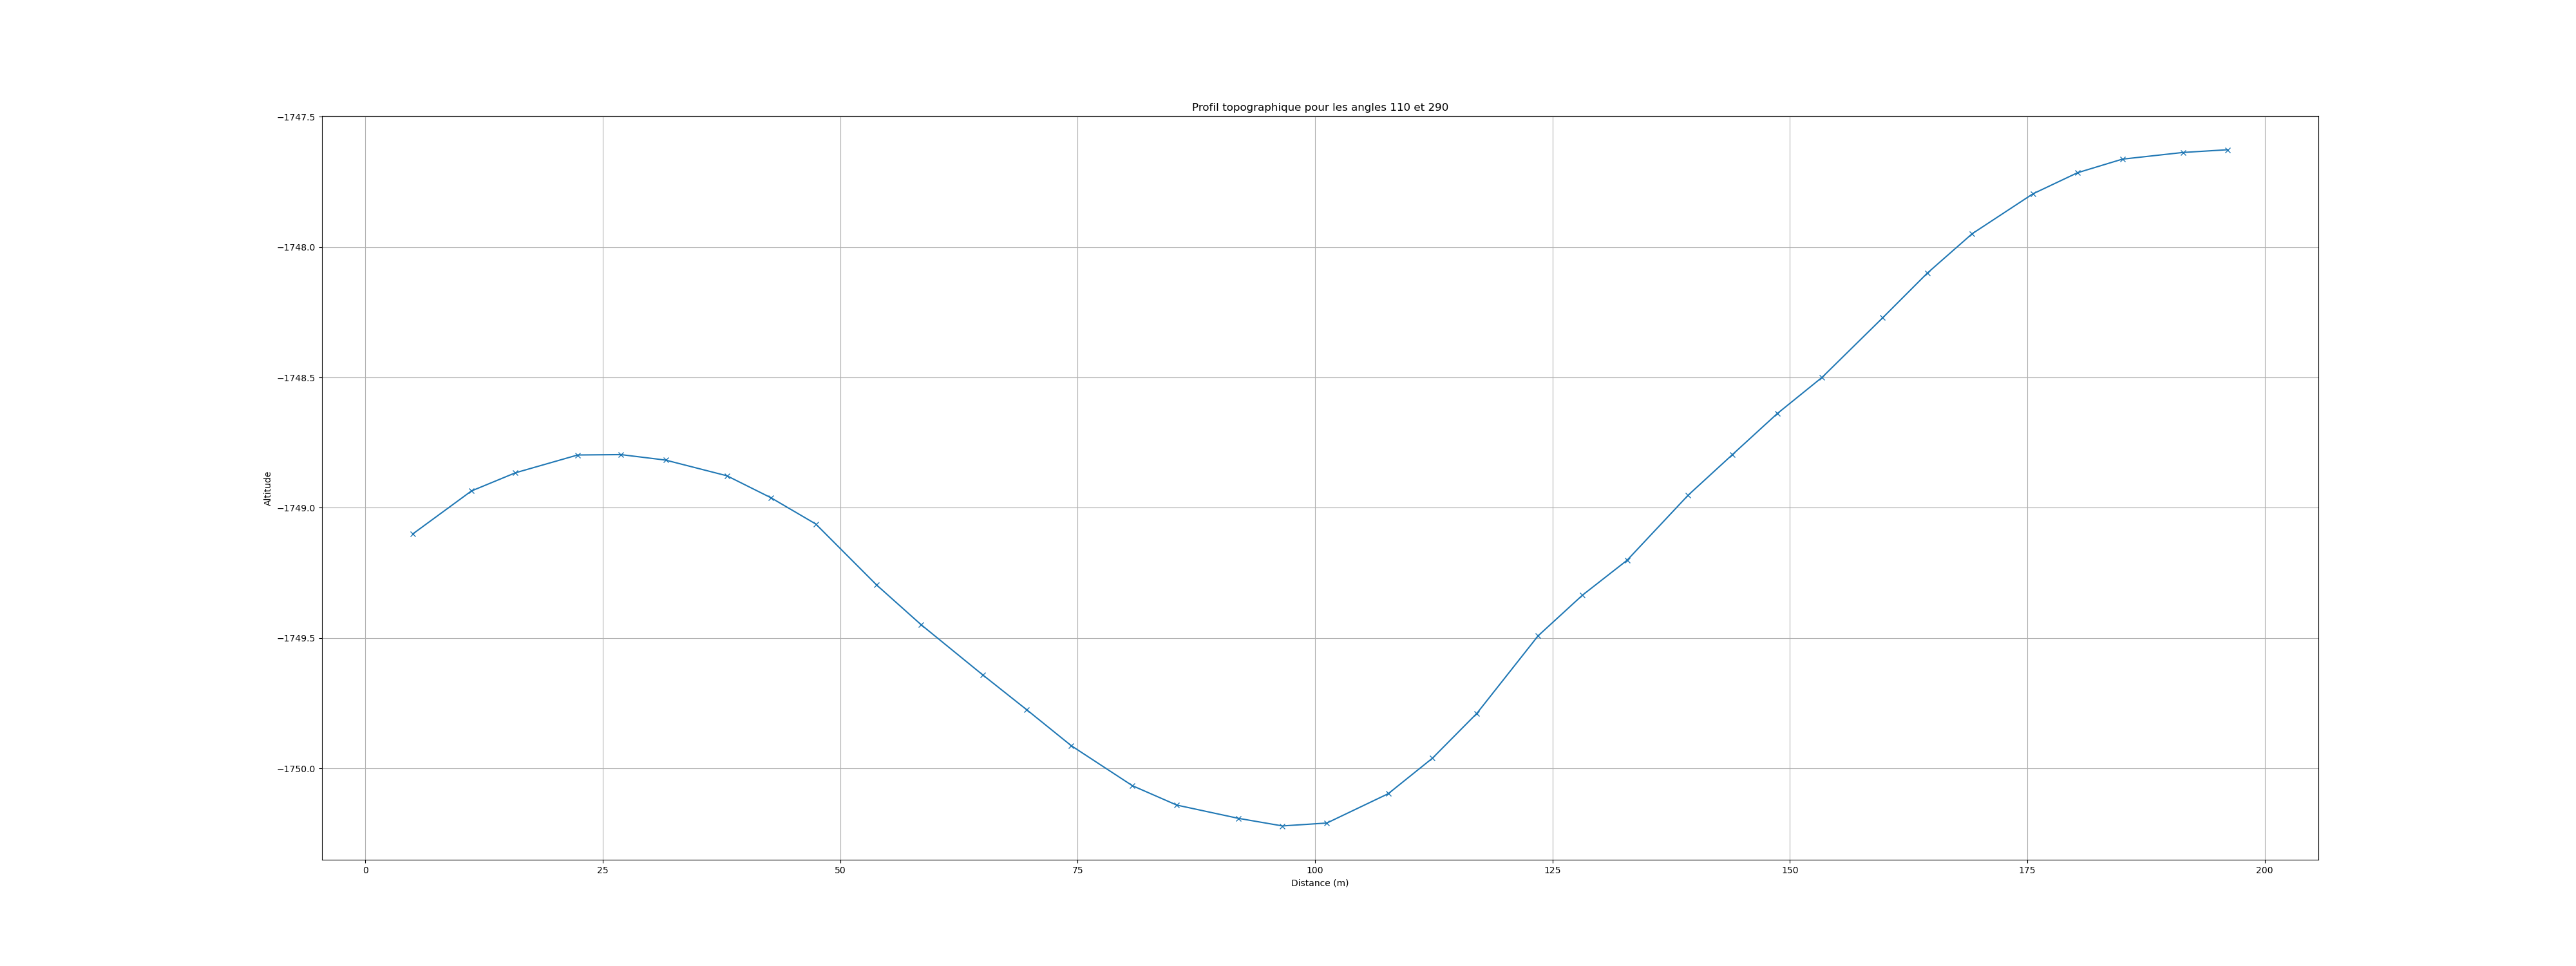 Profil topographique pour les angles 110 et 290
−1747.5
−1748.0
−1748.5
−1749.0
−1749.5
−1750.0
Altitude
0 25 50 75 100 125 150 175 200
Distance (m)